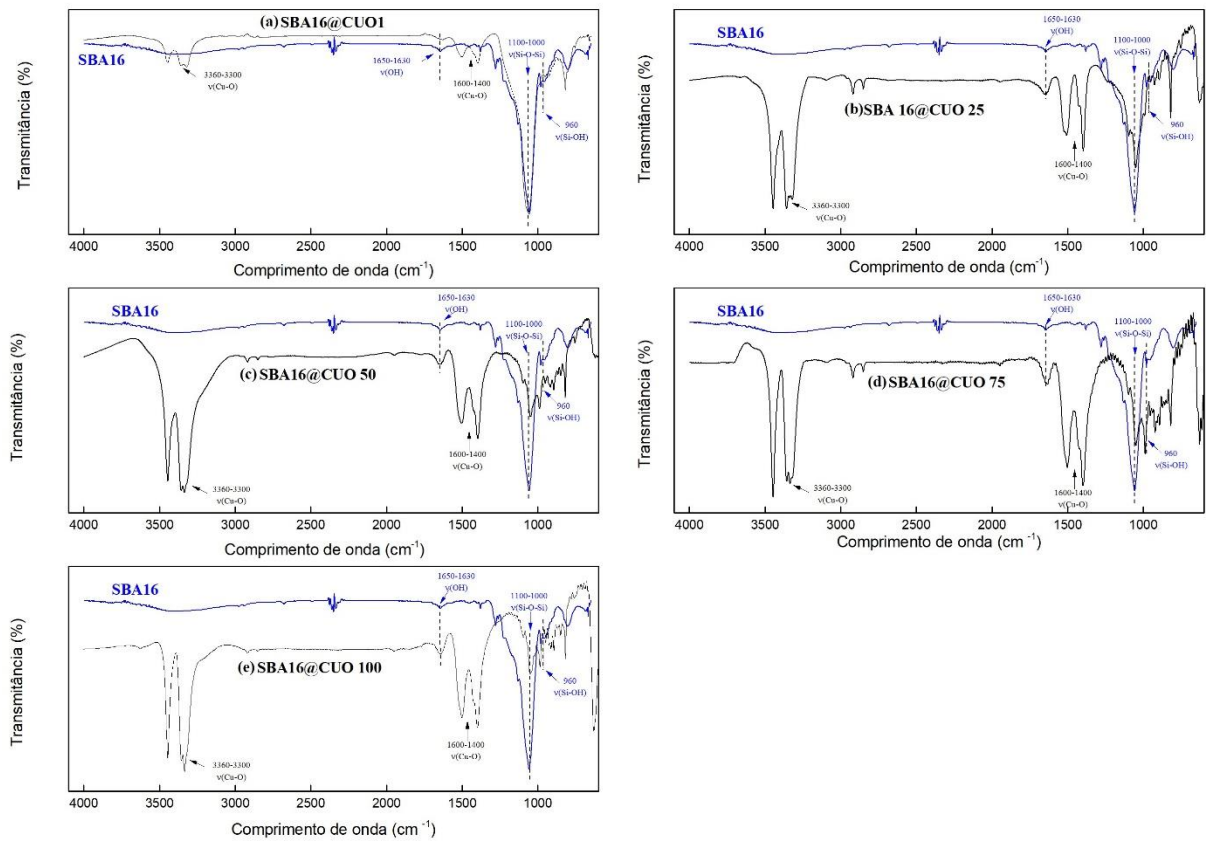 (a) SBA16@CUO1
SBA16
3360-3300
ν(Cu-O)
1650-1630
ν(OH)
1600-1400
ν(Cu-O)
1100-1000
ν(Si-O-Si)
960
ν(Si-OH)
Transmitância (%)
4000 3500 3000 2500 2000 1500 1000
Comprimento de onda (cm⁻¹)
SBA16
(b) SBA 16@CUO 25
3360-3300
ν(Cu-O)
1650-1630
ν(OH)
1600-1400
ν(Cu-O)
1100-1000
ν(Si-O-Si)
960
ν(Si-OH)
Transmitância (%)
4000 3500 3000 2500 2000 1500 1000
Comprimento de onda (cm⁻¹)
SBA16
(c) SBA16@CUO 50
3360-3300
ν(Cu-O)
1650-1630
ν(OH)
1600-1400
ν(Cu-O)
1100-1000
ν(Si-O-Si)
960
ν(Si-OH)
Transmitância (%)
4000 3500 3000 2500 2000 1500 1000
Comprimento de onda (cm⁻¹)
SBA16
(d) SBA16@CUO 75
3360-3300
ν(Cu-O)
1650-1630
ν(OH)
1600-1400
ν(Cu-O)
1100-1000
ν(Si-O-Si)
960
ν(Si-OH)
Transmitância (%)
4000 3500 3000 2500 2000 1500 1000
Comprimento de onda (cm⁻¹)
SBA16
(e) SBA16@CUO 100
3360-3300
ν(Cu-O)
1650-1630
ν(OH)
1600-1400
ν(Cu-O)
1100-1000
ν(Si-O-Si)
960
ν(Si-OH)
Transmitância (%)
4000 3500 3000 2500 2000 1500 1000
Comprimento de onda (cm⁻¹)